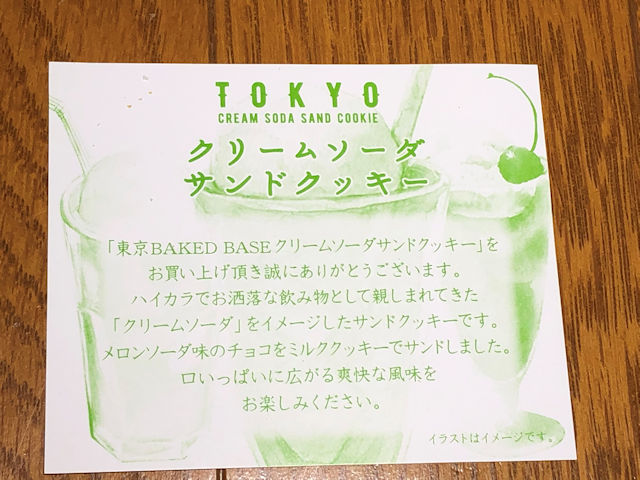 TOKYO
CREAM SODA SAND COOKIE
クリームソーダ
サンドクッキー
「東京BAKED BASEクリームソーダサンドクッキー」を
お買い上げ頂き誠にありがとうございます。
ハイカラでお洒落な飲み物として親しまれてきた
「クリームソーダ」をイメージしたサンドクッキーです。
メロンソーダ味のチョコをミルククッキーでサンドしました。
口いっぱいに広がる爽快な風味を
お楽しみください。
イラストはイメージです。